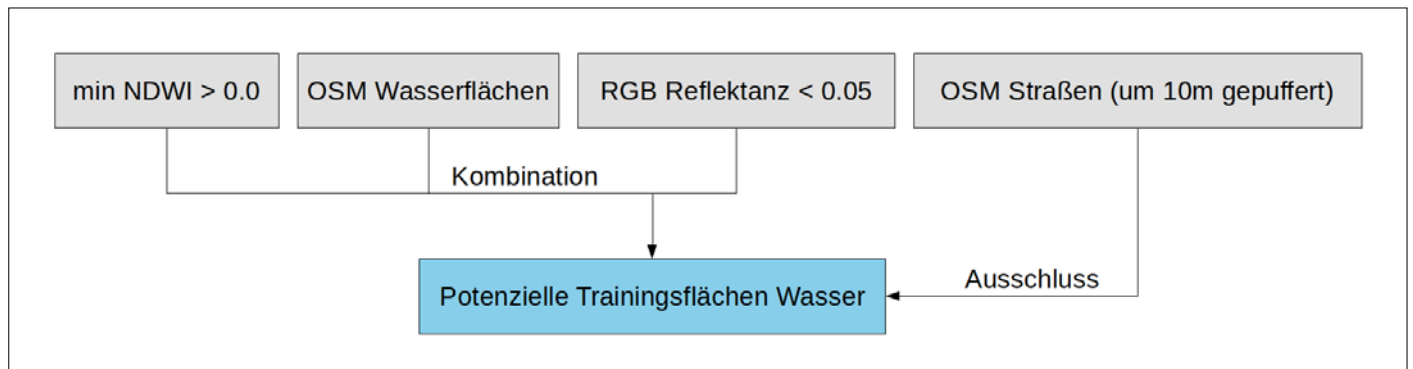 min NDWI > 0.0
OSM Wasserflächen
RGB Reflektanz < 0.05
OSM Straßen (um 10m gepuffert)
Kombination
Ausschluss
Potenzielle Trainingsflächen Wasser